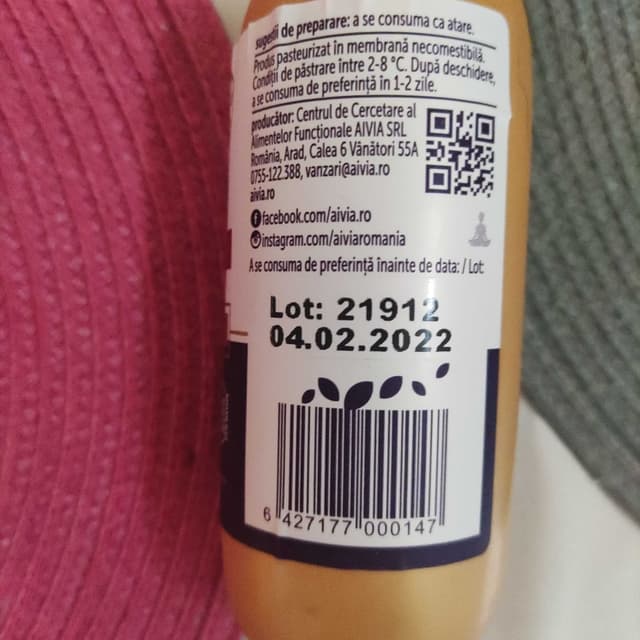 sugestii de preparare: a se consuma ca atare.
Produs pasteurizat în membrană necomestibilă.
Condiții de păstrare între 2-8 °C. După deschidere,
a se consuma de preferință în 1-2 zile.
producător: Centrul de Cercetare al
Alimentelor Funcționale AIVIA SRL
România, Arad, Calea 6 Vânători 55A
0755-122.388, vanzari@aivia.ro
aivia.ro
facebook.com/aivia.ro
instagram.com/aiviaromania
A se consuma de preferință înainte de data: / Lot:
Lot: 21912
04.02.2022
6 427177 000147